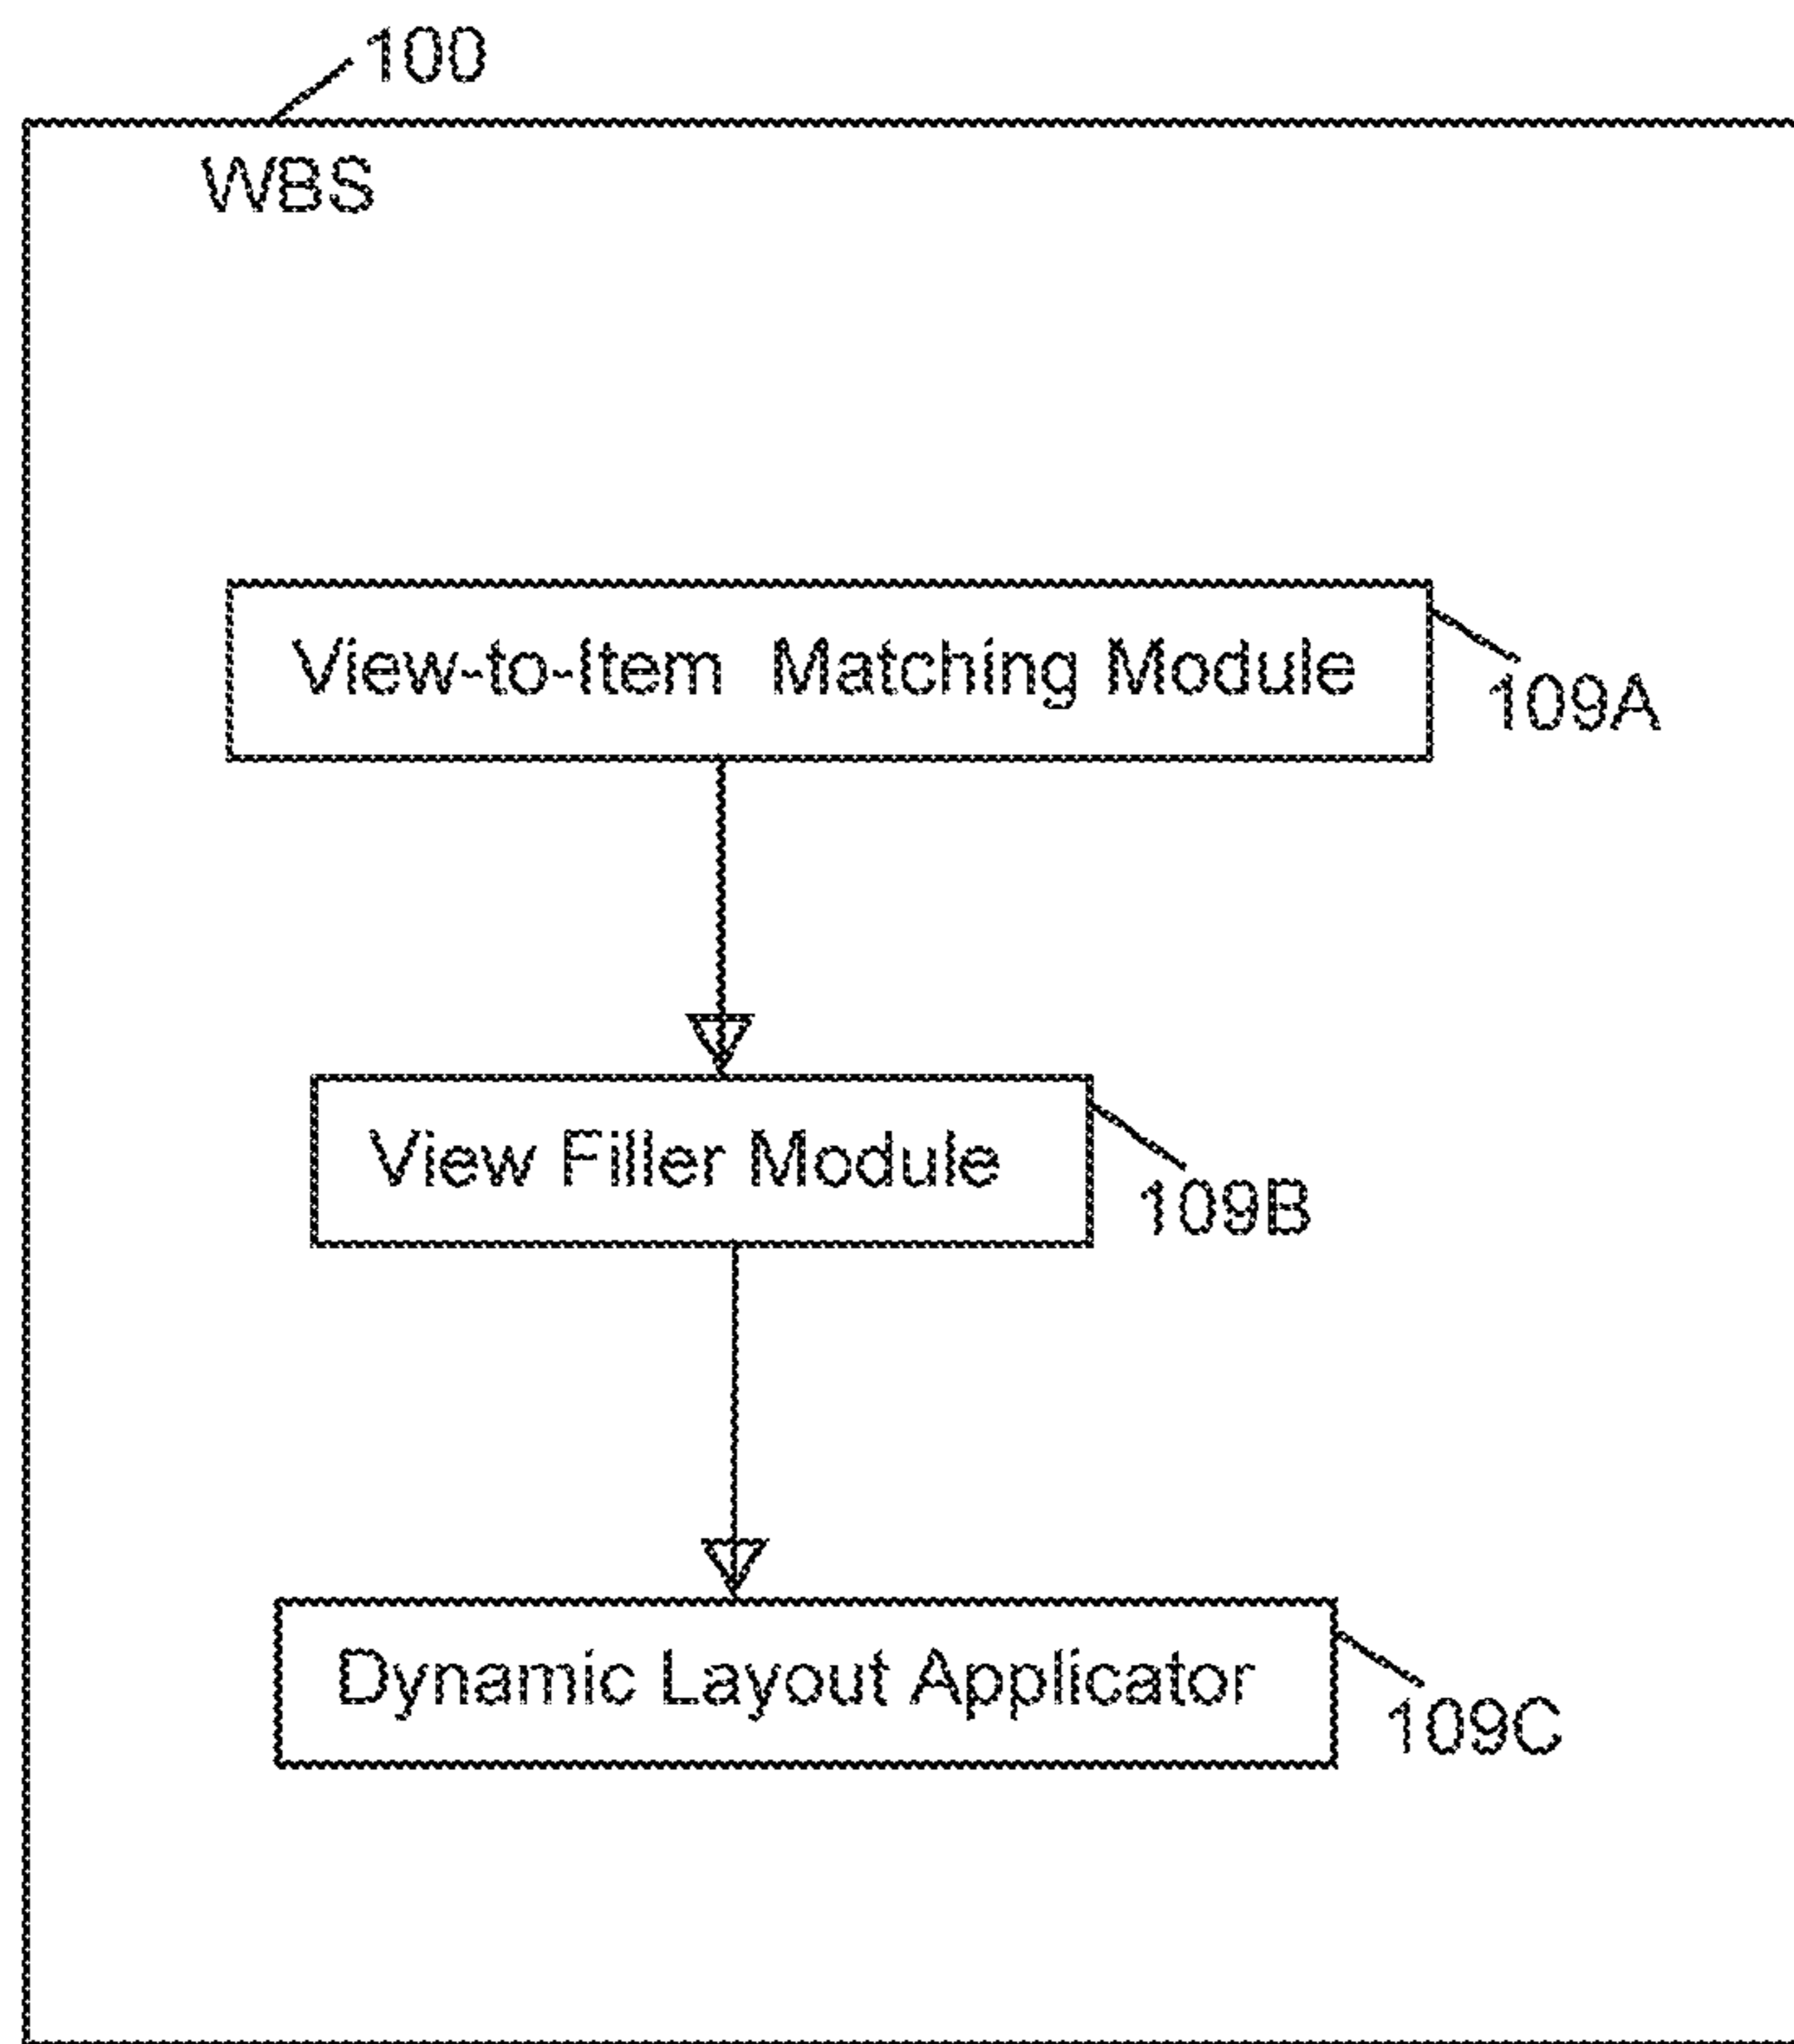 100
WBS
View-to-Item Matching Module
109A
View Filler Module
109B
Dynamic Layout Applicator
109C